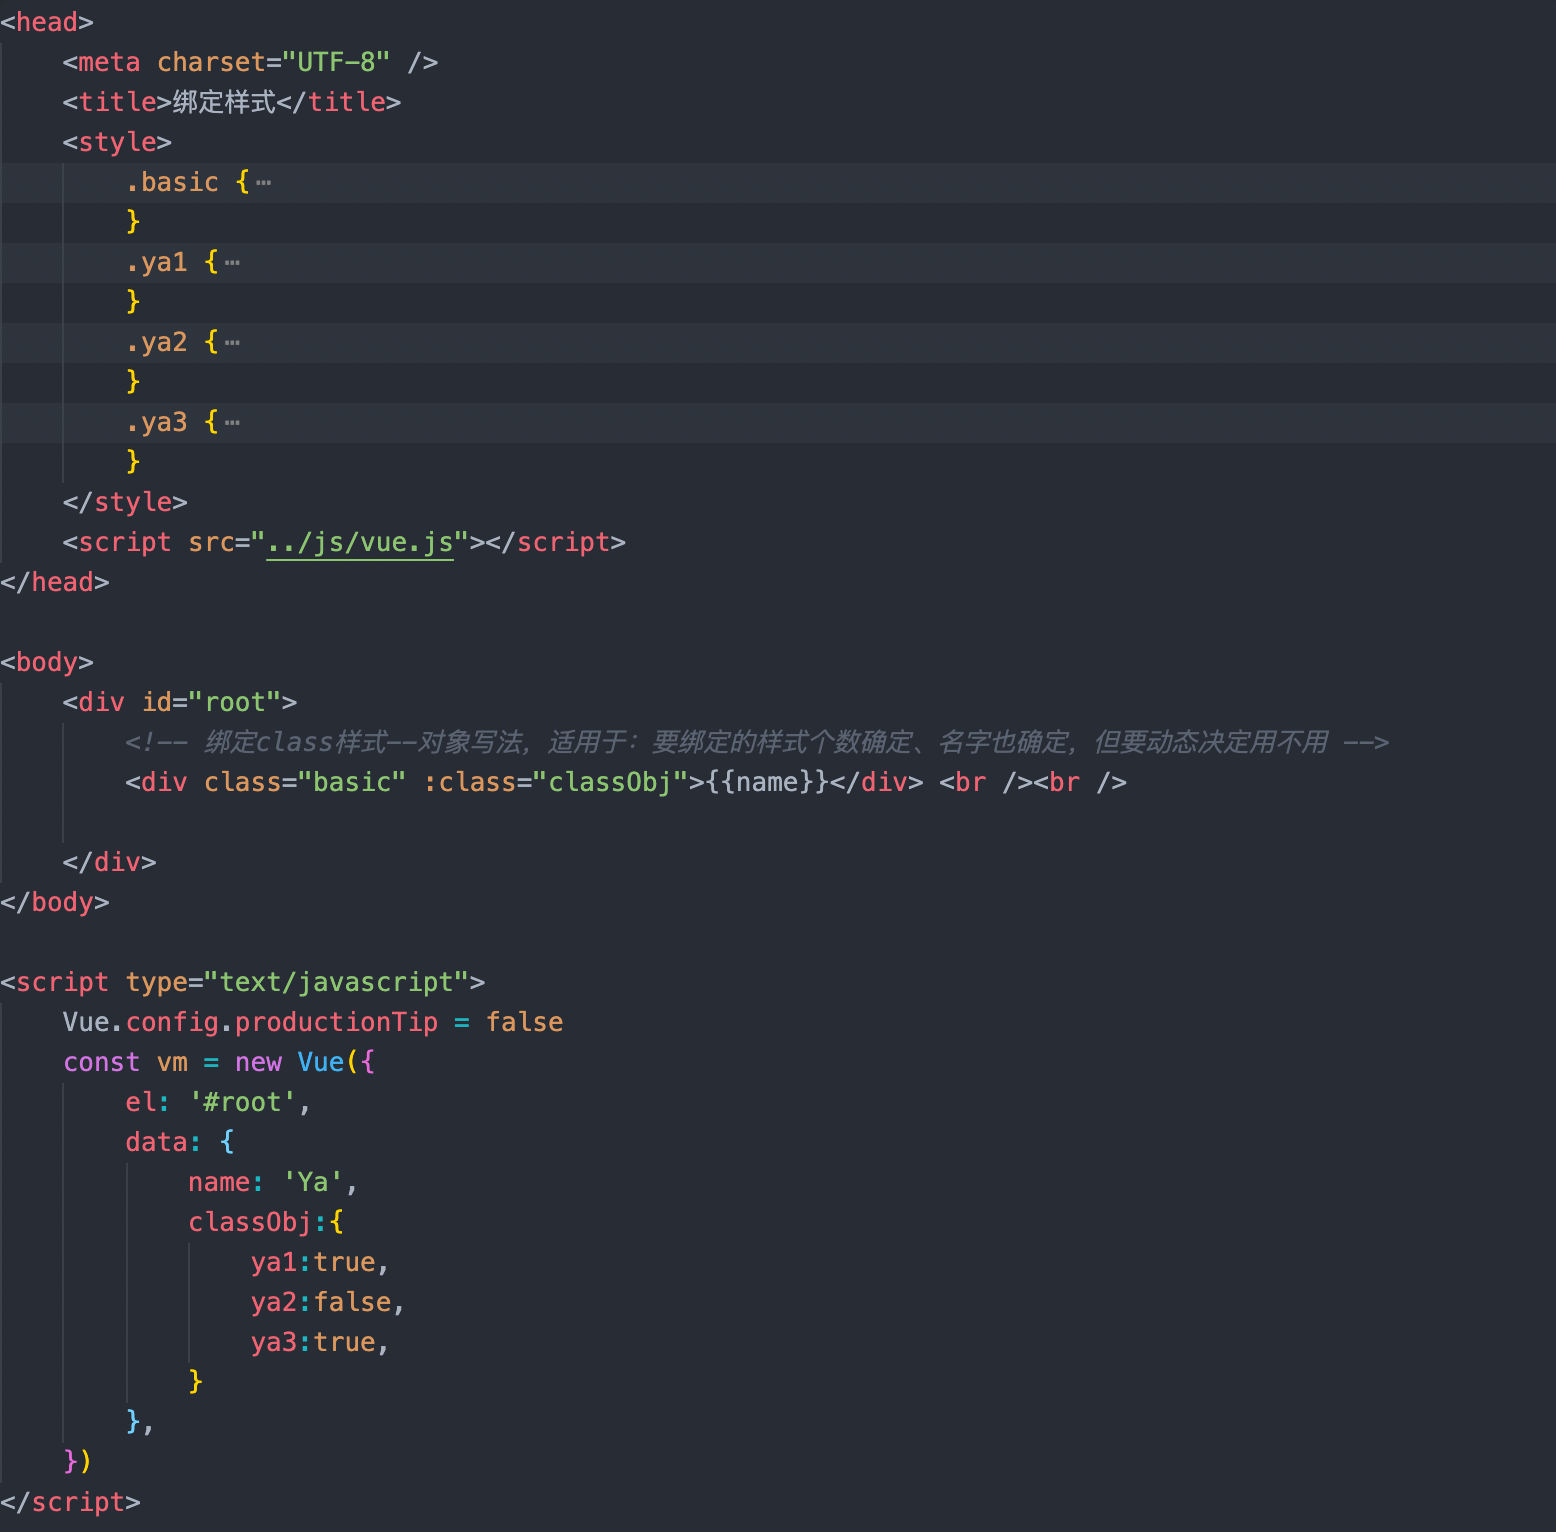 <head>
<meta charset="UTF-8" />
<title>绑定样式</title>
<style>
.basic {⋯
}
.ya1 {⋯
}
.ya2 {⋯
}
.ya3 {⋯
}
</style>
<script src="../js/vue.js"></script>
</head>
<body>
<div id="root">
<!-- 绑定class样式--对象写法，适用于：要绑定的样式个数确定、名字也确定，但要动态决定用不用 -->
<div class="basic" :class="classObj">{{name}}</div> <br /><br />
</div>
</body>
<script type="text/javascript">
Vue.config.productionTip = false
const vm = new Vue({
el: '#root',
data: {
name: 'Ya',
classObj:{
ya1:true,
ya2:false,
ya3:true,
}
},
})
</script>